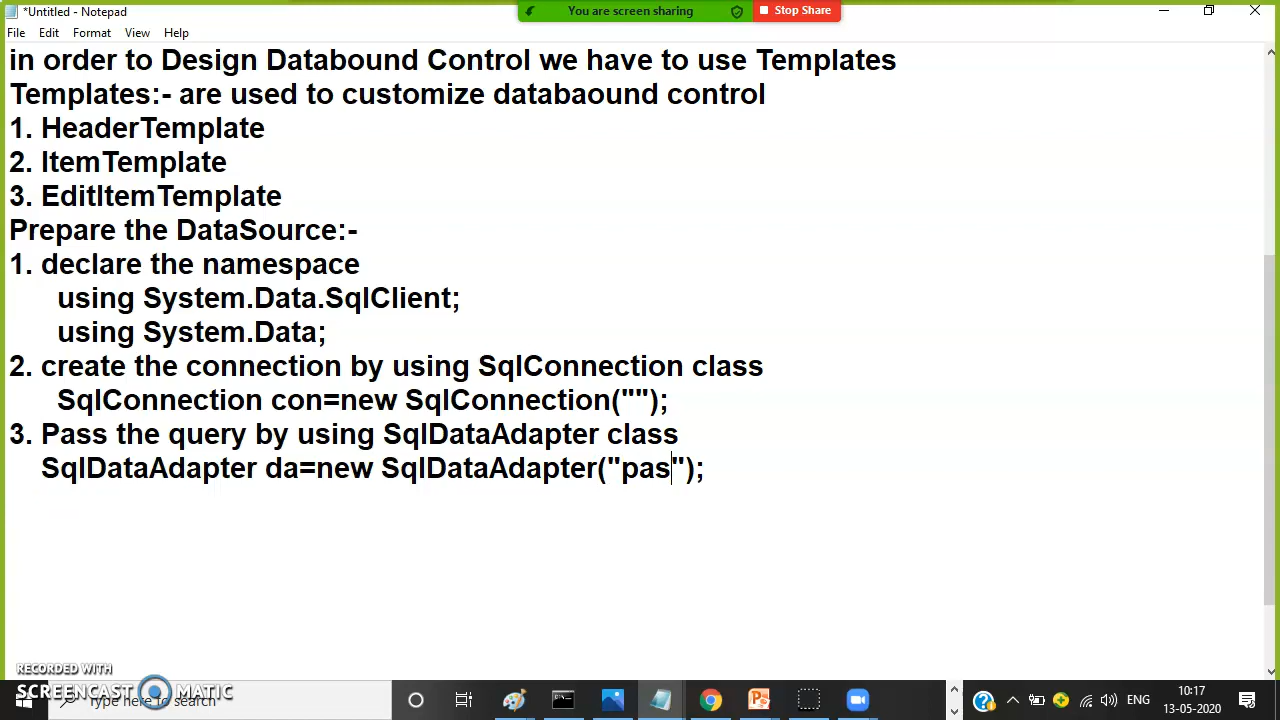 *Untitled - Notepad
You are screen sharing
Stop Share
File Edit Format View Help
in order to Design Databound Control we have to use Templates
Templates:- are used to customize databaound control
1. HeaderTemplate
2. ItemTemplate
3. EditItemTemplate
Prepare the DataSource:-
1. declare the namespace
using System.Data.SqlClient;
using System.Data;
2. create the connection by using SqlConnection class
SqlConnection con=new SqlConnection("");
3. Pass the query by using SqlDataAdapter class
SqlDataAdapter da=new SqlDataAdapter("pas");
RECORDED WITH
SCREENCAST MATIC
Type here to search
ENG
10:17
13-05-2020